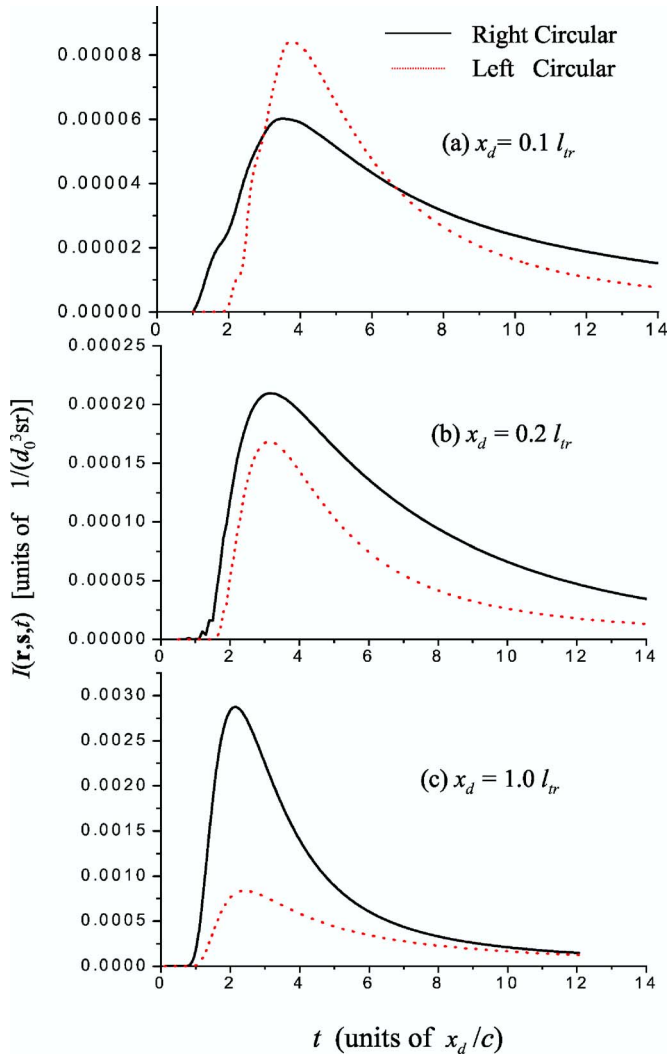 Right Circular
Left Circular
(a) x_d = 0.1 l_tr
0.00008
0.00006
0.00004
0.00002
0.00000
0 2 4 6 8 10 12 14
0.00025
0.00020
0.00015
0.00010
0.00005
0.00000
(b) x_d = 0.2 l_tr
0 2 4 6 8 10 12 14
I(r,s,t) [units of 1/(d_0^3sr)]
0.0030
0.0025
0.0020
0.0015
0.0010
0.0005
0.0000
(c) x_d = 1.0 l_tr
0 2 4 6 8 10 12 14
t (units of x_d/c)